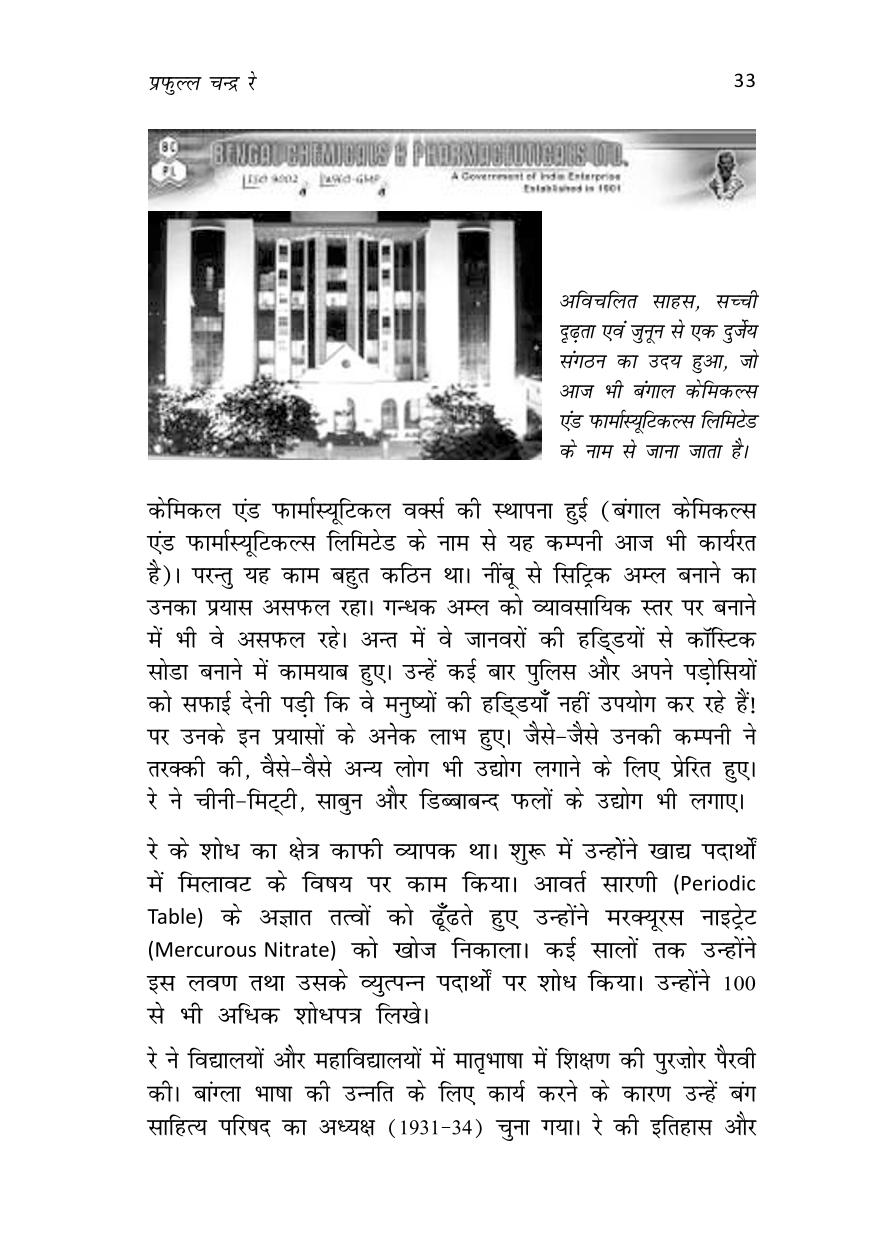 प्रफुल्ल चन्द्र रे
33
BC
PL
BENGAL CHEMICALS & PHARMACEUTICALS LTD.
ISO 9002 WHO-GMP
A Government of India Enterprise
Established in 1901
अविचलित साहस, सच्ची
दृढ़ता एवं जुनून से एक दुर्जेय
संगठन का उदय हुआ, जो
आज भी बंगाल केमिकल्स
एंड फार्मास्यूटिकल्स लिमिटेड
के नाम से जाना जाता है।
केमिकल एंड फार्मास्यूटिकल वर्क्स की स्थापना हुई (बंगाल केमिकल्स
एंड फार्मास्यूटिकल्स लिमिटेड के नाम से यह कम्पनी आज भी कार्यरत
है)। परन्तु यह काम बहुत कठिन था। नींबू से सिट्रिक अम्ल बनाने का
उनका प्रयास असफल रहा। गन्धक अम्ल को व्यावसायिक स्तर पर बनाने
में भी वे असफल रहे। अन्त में वे जानवरों की हड्डियों से कॉस्टिक
सोडा बनाने में कामयाब हुए। उन्हें कई बार पुलिस और अपने पड़ोसियों
को सफाई देनी पड़ी कि वे मनुष्यों की हड्डियाँ नहीं उपयोग कर रहे हैं!
पर उनके इन प्रयासों के अनेक लाभ हुए। जैसे-जैसे उनकी कम्पनी ने
तरक्की की, वैसे-वैसे अन्य लोग भी उद्योग लगाने के लिए प्रेरित हुए।
रे ने चीनी-मिट्टी, साबुन और डिब्बाबन्द फलों के उद्योग भी लगाए।
रे के शोध का क्षेत्र काफी व्यापक था। शुरू में उन्होंने खाद्य पदार्थों
में मिलावट के विषय पर काम किया। आवर्त सारणी (Periodic
Table) के अज्ञात तत्वों को ढूँढते हुए उन्होंने मरक्यूरस नाइट्रेट
(Mercurous Nitrate) को खोज निकाला। कई सालों तक उन्होंने
इस लवण तथा उसके व्युत्पन्न पदार्थों पर शोध किया। उन्होंने 100
से भी अधिक शोधपत्र लिखे।
रे ने विद्यालयों और महाविद्यालयों में मातृभाषा में शिक्षण की पुरज़ोर पैरवी
की। बांग्ला भाषा की उन्नति के लिए कार्य करने के कारण उन्हें बंग
साहित्य परिषद का अध्यक्ष (1931-34) चुना गया। रे की इतिहास और